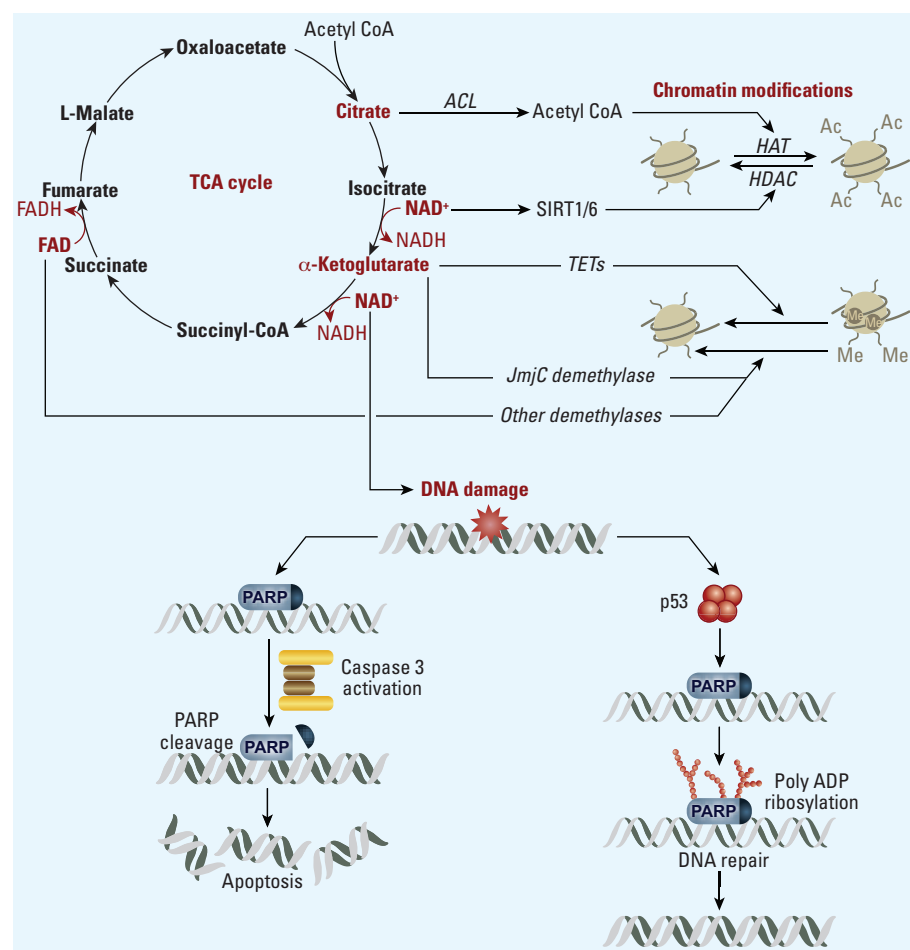 Acetyl CoA
Oxaloacetate
Citrate
ACL
Acetyl CoA
Chromatin modifications
Ac
Ac
HAT
HDAC
Ac
Ac
L-Malate
TCA cycle
Isocitrate
Fumarate
FADH
NAD+
SIRT1/6
NADH
FAD
Succinate
α-Ketoglutarate
TETs
NAD+
NADH
Succinyl-CoA
Me
Me
Me
Me
JmjC demethylase
Other demethylases
DNA damage
PARP
p53
Caspase 3
activation
PARP
PARP
cleavage
PARP
Poly ADP
ribosylation
PARP
DNA repair
Apoptosis